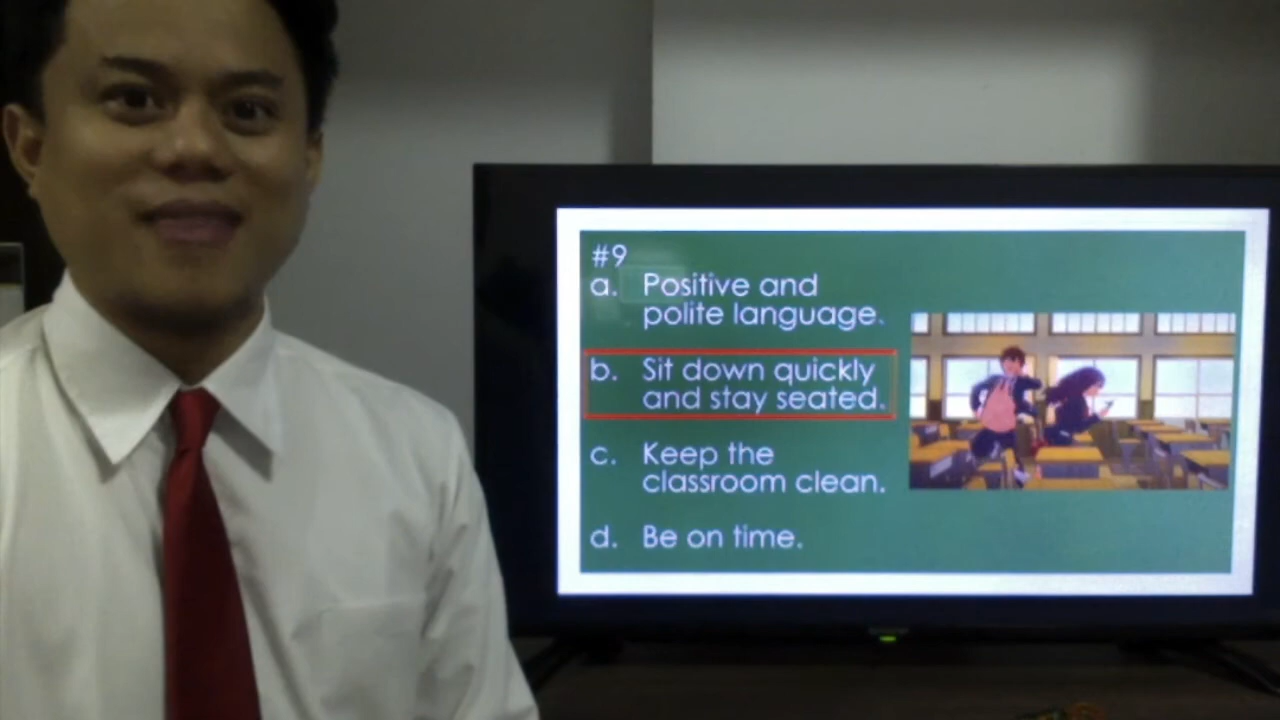 #9
a. Positive and
polite language.
b. Sit down quickly
and stay seated.
c. Keep the
classroom clean.
d. Be on time.